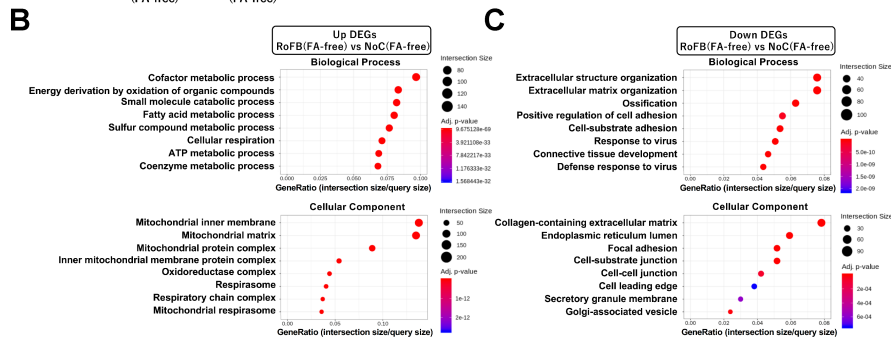 (FA-free) (FA-free)
B
Up DEGs
RoFB(FA-free) vs NoC(FA-free)
Biological Process
Cofactor metabolic process
Energy derivation by oxidation of organic compounds
Small molecule catabolic process
Fatty acid metabolic process
Sulfur compound metabolic process
Cellular respiration
ATP metabolic process
Coenzyme metabolic process
0.00 0.025 0.050 0.075 0.100
GeneRatio (intersection size/query size)
Intersection Size
80
100
120
140
Adj. p-value
9.675128e-69
3.921108e-33
7.842217e-33
1.176333e-32
1.568443e-32
Cellular Component
Mitochondrial inner membrane
Mitochondrial matrix
Mitochondrial protein complex
Inner mitochondrial membrane protein complex
Oxidoreductase complex
Respirasome
Respiratory chain complex
Mitochondrial respirasome
0.00 0.05 0.10
GeneRatio (intersection size/query size)
Intersection Size
50
100
150
200
Adj. p-value
1e-12
2e-12
C
Down DEGs
RoFB(FA-free) vs NoC(FA-free)
Biological Process
Extracellular structure organization
Extracellular matrix organization
Ossification
Positive regulation of cell adhesion
Cell-substrate adhesion
Response to virus
Connective tissue development
Defense response to virus
0.00 0.02 0.04 0.06 0.08
GeneRatio (intersection size/query size)
Intersection Size
40
60
80
100
Adj. p-value
5.0e-10
1.0e-09
1.5e-09
2.0e-09
Cellular Component
Collagen-containing extracellular matrix
Endoplasmic reticulum lumen
Focal adhesion
Cell-substrate junction
Cell-cell junction
Cell leading edge
Secretory granule membrane
Golgi-associated vesicle
0.00 0.02 0.04 0.06 0.08
GeneRatio (intersection size/query size)
Intersection Size
30
60
90
Adj. p-value
2e-04
4e-04
6e-04